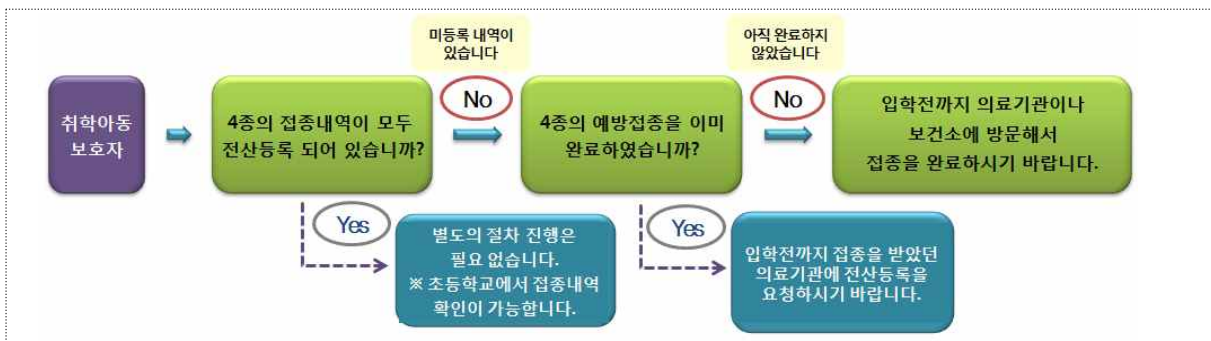 미등록 내역이
있습니다
아직 완료하지
않았습니다
취학아동
보호자
4종의 접종내역이 모두
전산등록 되어 있습니까?
No
4종의 예방접종을 이미
완료하였습니까?
No
입학전까지 의료기관이나
보건소에 방문해서
접종을 완료하시기 바랍니다.
Yes
별도의 절차 진행은
필요 없습니다.
※ 초등학교에서 접종내역
확인이 가능합니다.
Yes
입학전까지 접종을 받았던
의료기관에 전산등록을
요청하시기 바랍니다.